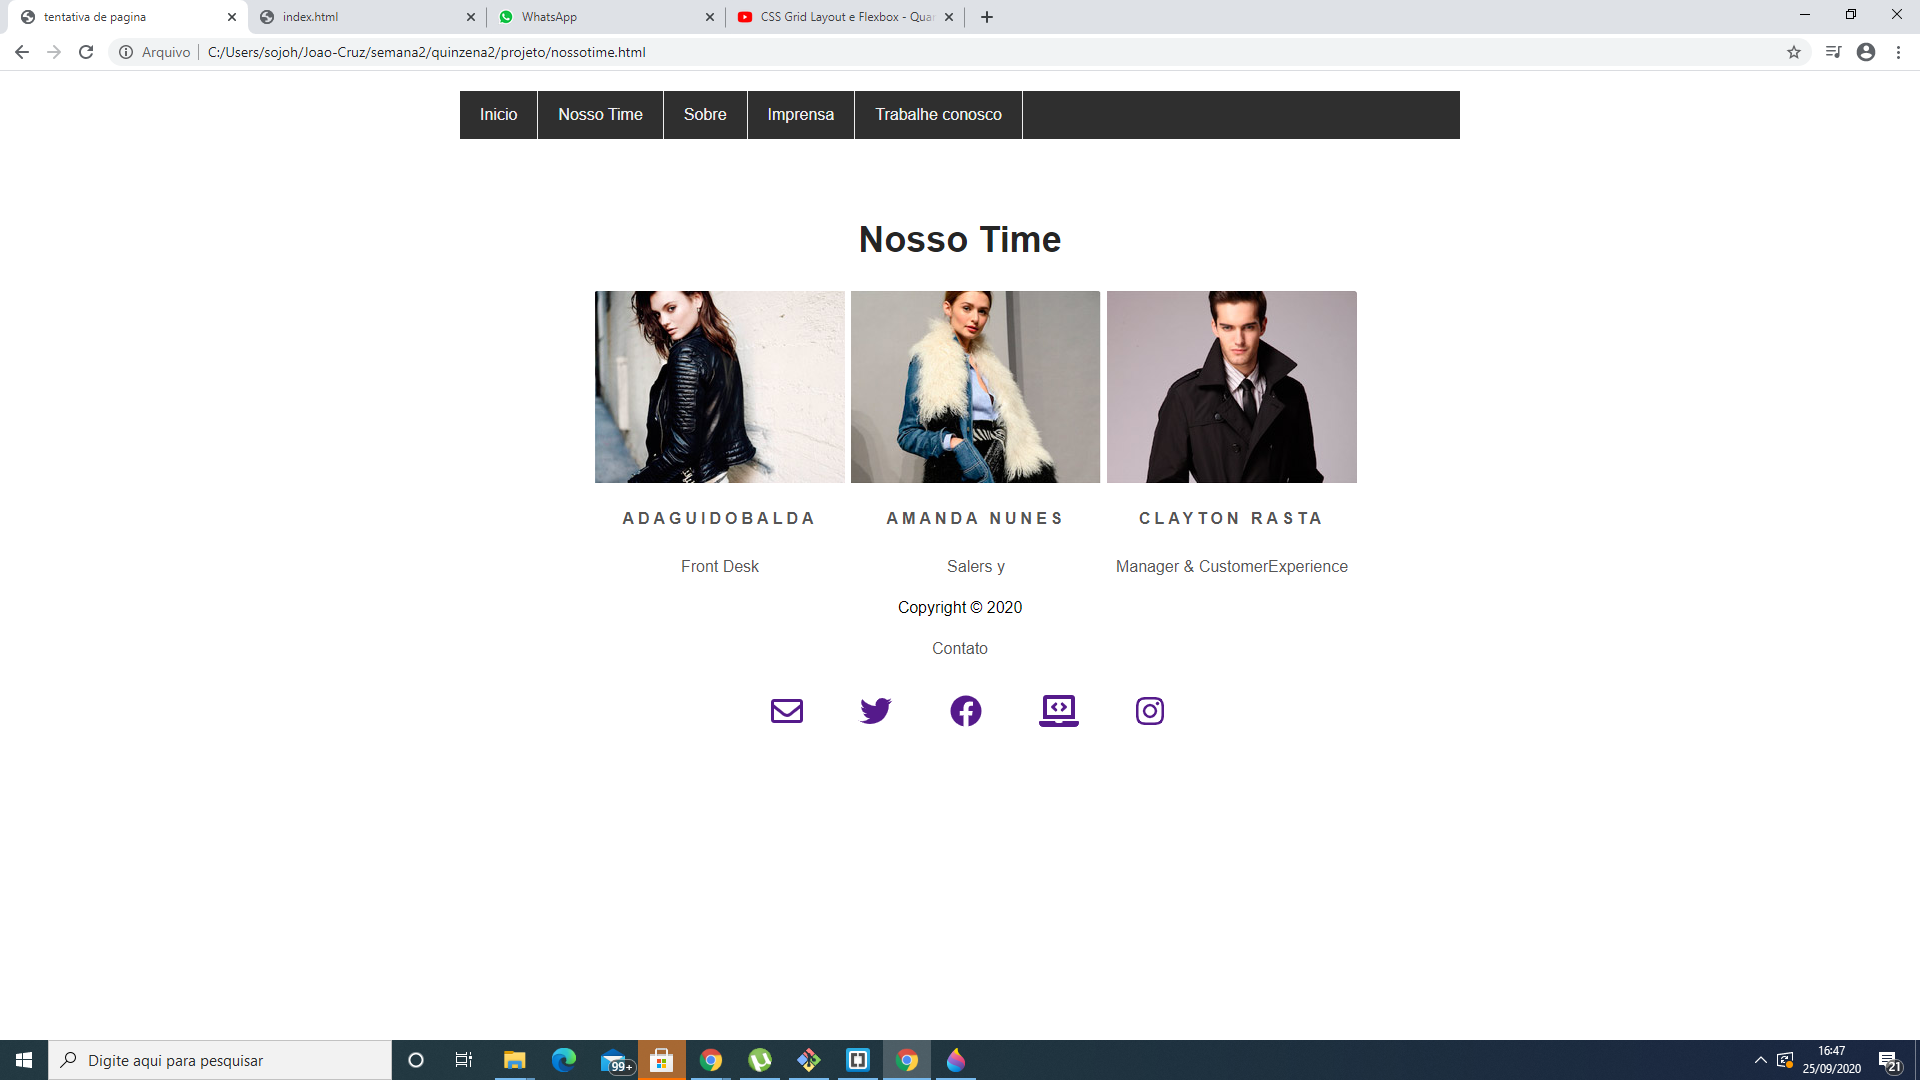 tentativa de pagina
index.html
WhatsApp
CSS Grid Layout e Flexbox - Qua
Arquivo
C:/Users/sojoh/Joao-Cruz/semana2/quinzena2/projeto/nossotime.html
Inicio
Nosso Time
Sobre
Imprensa
Trabalhe conosco
Nosso Time
ADAGUIDOBALDA
AMANDA NUNES
CLAYTON RASTA
Front Desk
Salers y
Manager & CustomerExperience
Copyright © 2020
Contato
Digite aqui para pesquisar
99+
16:47
25/09/2020
21